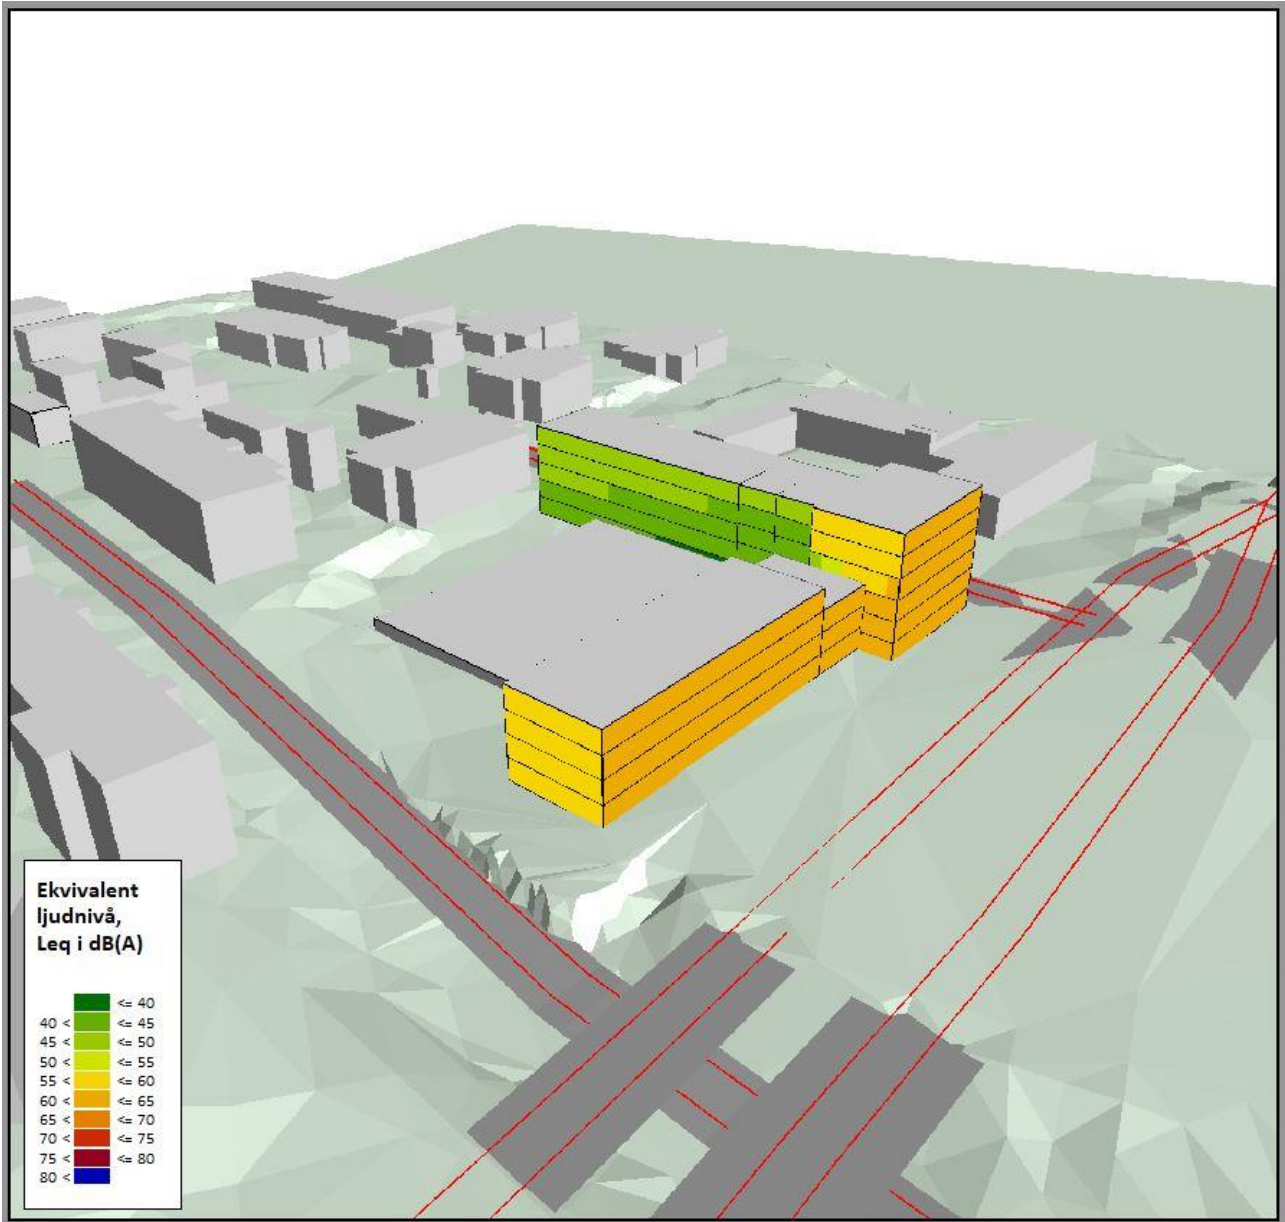 Ekvivalent
ljudnivå,
Leq i dB(A)
<= 40
40 < <= 45
45 < <= 50
50 < <= 55
55 < <= 60
60 < <= 65
65 < <= 70
70 < <= 75
75 < <= 80
80 <